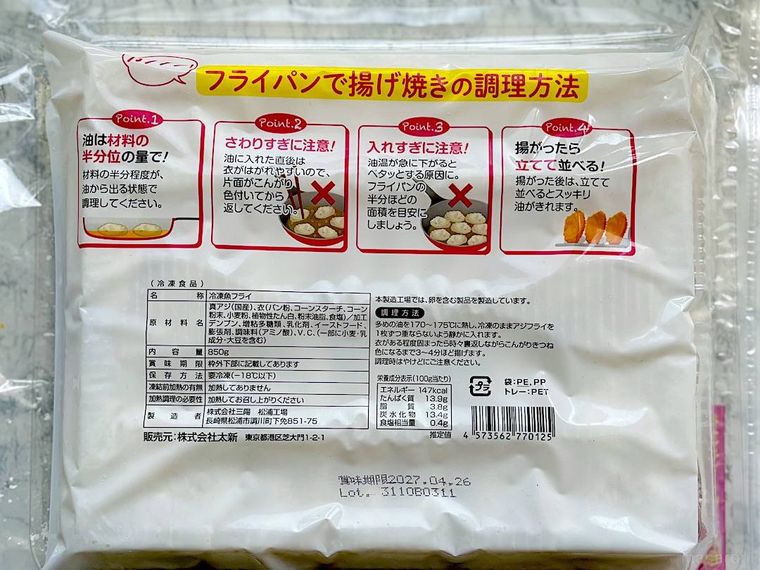 フライパンで揚げ焼きの調理方法
Point.1
油は材料の
半分位の量で!
材料の半分程度が、
油から出る状態で
調理してください。
Point.2
さわりすぎに注意!
油に入れた直後は
衣がはがれやすいので、
片面がこんがり
色付いてから
返してください。
Point.3
入れすぎに注意!
油温が急に下がると
ベタッとする原因に。
フライパンの
半分ほどの
面積を目安に
しましょう。
Point.4
揚がったら
立てて並べる!
揚がった後は、立てて
並べるとスッキリ
油がきれます。
(冷凍食品)
名称 冷凍魚フライ
原材料名 真アジ(国産)、衣(パン粉、コーンスターチ、コーン
粉末、小麦粉、植物性たん白、粉末油脂、食塩)/加工
デンプン、増粘多糖類、乳化剤、イーストフード、
膨張剤、調味料(アミノ酸)、V.C、(一部に小麦・乳
成分・大豆を含む)
内容量 850g
賞味期限 枠外下部に記載してあります
保存方法 要冷凍(−18℃以下)
凍結前加熱の有無 加熱してありません
加熱調理の必要性 加熱してお召し上がりください
製造者 株式会社三陽 松浦工場
長崎県松浦市調川町下免851-75
販売元:株式会社太新 東京都港区芝大門1-2-1
本製造工場では、卵を含む製品を製造しています。
調理方法
多めの油を170〜175℃に熱し、冷凍のままアジフライを
1枚ずつ重ならないよう静かに入れます。
衣がある程度固まったら時々裏返しながらこんがりきつね
色になるまで3〜4分ほど揚げます。
調理時はやけどにご注意ください。
栄養成分表示(100g当たり)
エネルギー 147kcal
たんぱく質 13.9g
脂質 3.8g
炭水化物 13.4g
食塩相当量 0.4g
推定値
プラ
袋:PE,PP
トレー:PET
4 573562 770125
賞味期限2027.04.26
Lot. 311080311